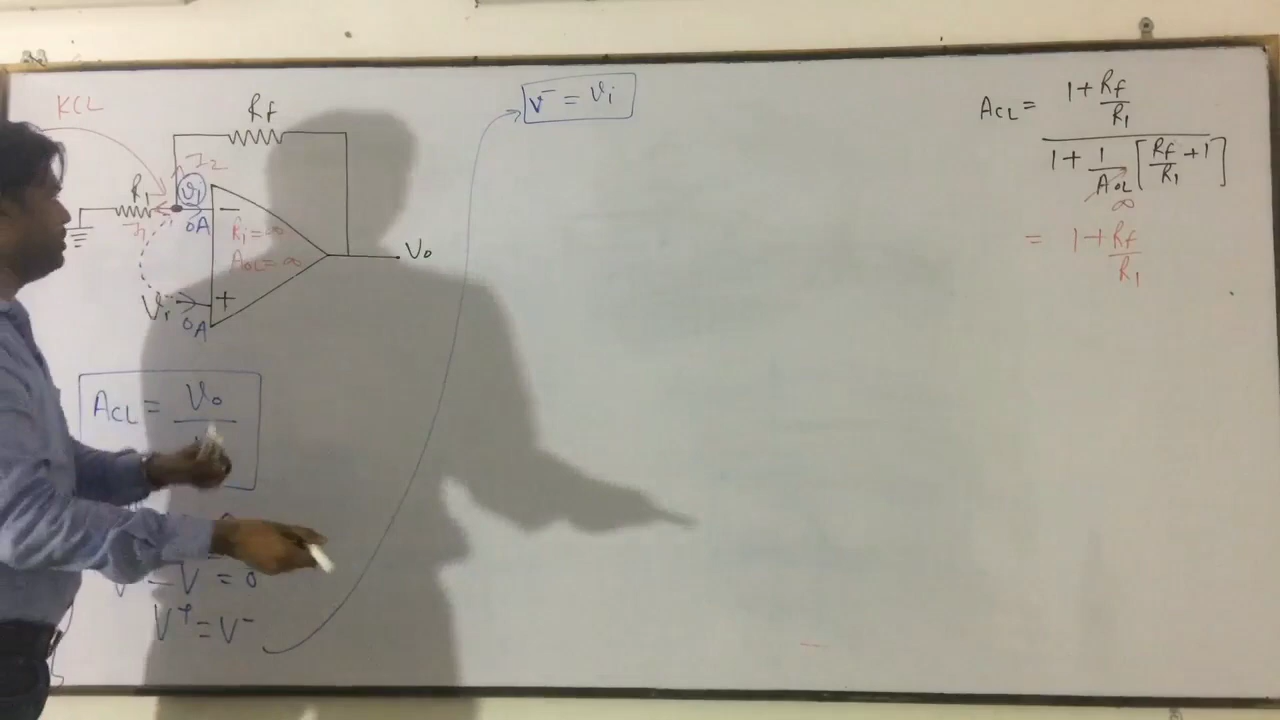 KCL
Rf
I2
R1
I1
Vi
−
0A
Ri=∞
AOL=∞
Vo
Vi
+
0A
ACL = Vo
V − V = 0
V+ = V−
V− = Vi
ACL = 1+Rf/R1
1+ 1/AOL [Rf/R1 +1]
∞
= 1+Rf/R1